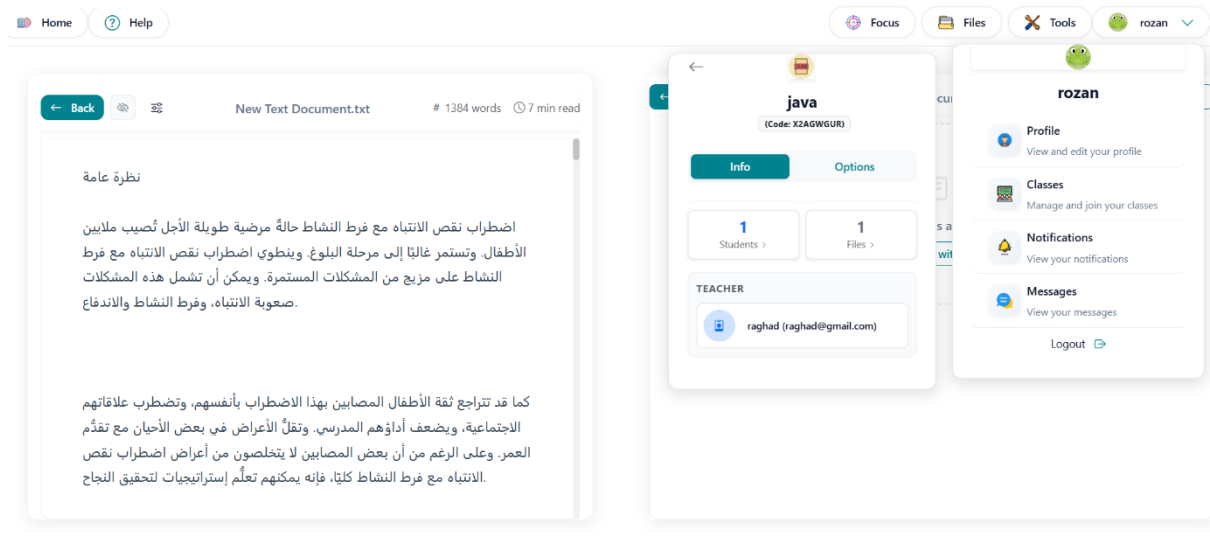 Home
Help
Focus
Files
Tools
rozan
Back
New Text Document.txt
# 1384 words
7 min read
نظرة عامة
اضطراب نقص الانتباه مع فرط النشاط حالةٌ مرضية طويلة الأجل تُصيب ملايين
الأطفال. وتستمر غالبًا إلى مرحلة البلوغ. وينطوي اضطراب نقص الانتباه مع فرط
النشاط على مزيج من المشكلات المستمرة. ويمكن أن تشمل هذه المشكلات
.صعوبة الانتباه، وفرط النشاط والاندفاع
كما قد تتراجع ثقة الأطفال المصابين بهذا الاضطراب بأنفسهم، وتضطرب علاقاتهم
الاجتماعية، ويضعف أداؤهم المدرسي. وتقلُّ الأعراض في بعض الأحيان مع تقدُّم
العمر. وعلى الرغم من أن بعض المصابين لا يتخلصون من أعراض اضطراب نقص
.الانتباه مع فرط النشاط كليًا، فإنه يمكنهم تعلُّم إستراتيجيات لتحقيق النجاح
java
(Code: X2AGWGUR)
Info
Options
1
Students >
1
Files >
TEACHER
raghad (raghad@gmail.com)
rozan
Profile
View and edit your profile
Classes
Manage and join your classes
Notifications
View your notifications
Messages
View your messages
Logout